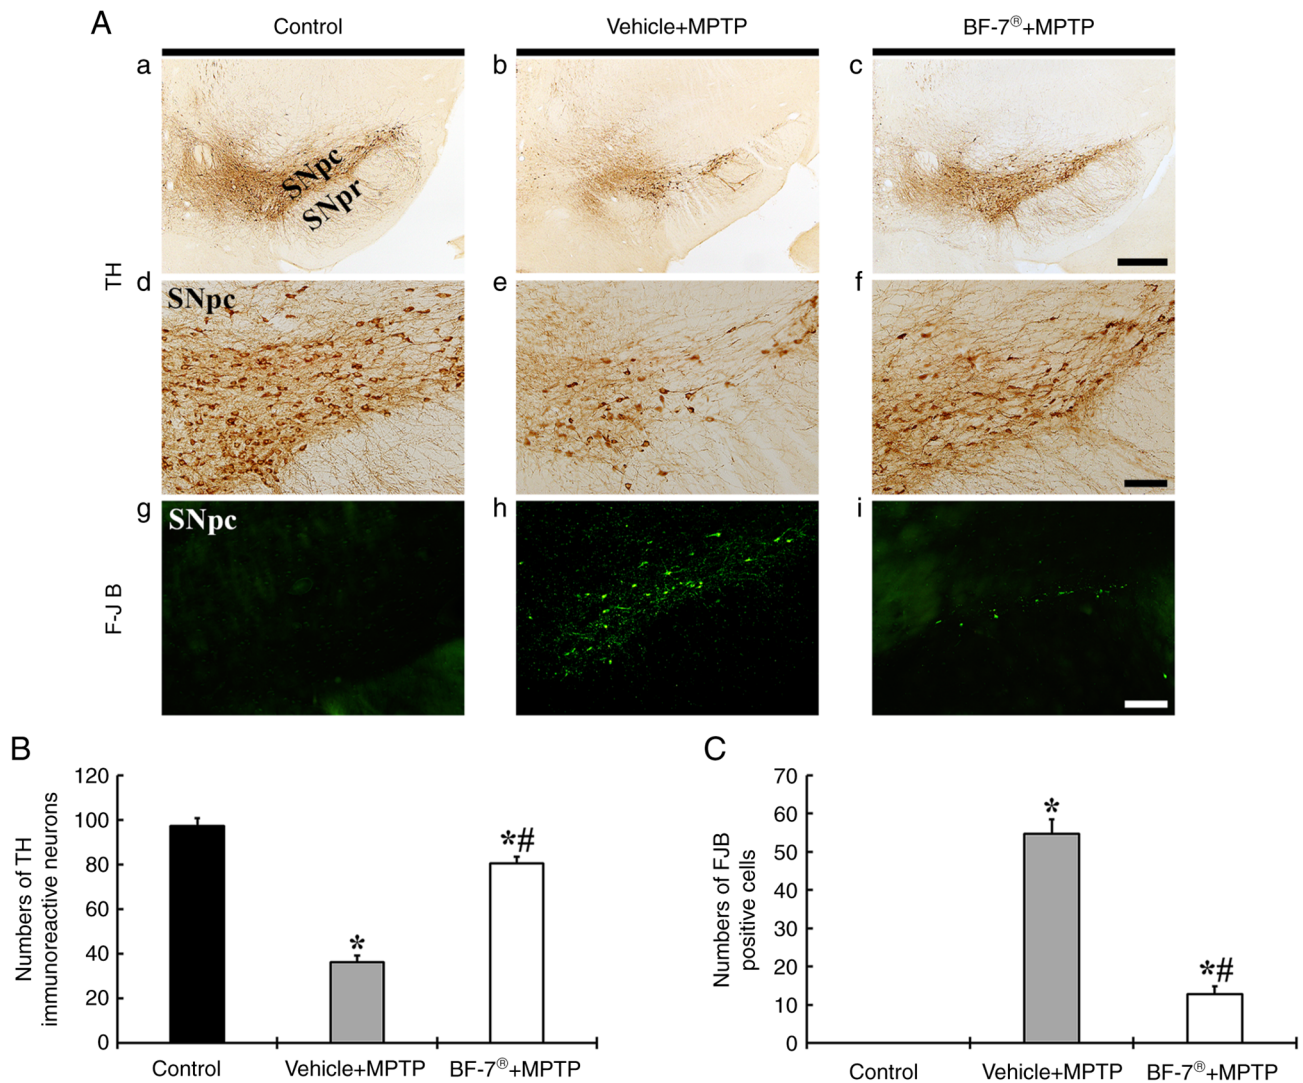 A
Control
Vehicle+MPTP
BF-7®+MPTP
a
b
c
SNpc
SNpr
TH
d
SNpc
e
f
g
SNpc
h
i
F-J B
B
Numbers of TH
immunoreactive neurons
120
100
80
60
40
20
0
*
*#
Control
Vehicle+MPTP
BF-7®+MPTP
C
Numbers of FJB
positive cells
70
60
50
40
30
20
10
0
*
*#
Control
Vehicle+MPTP
BF-7®+MPTP